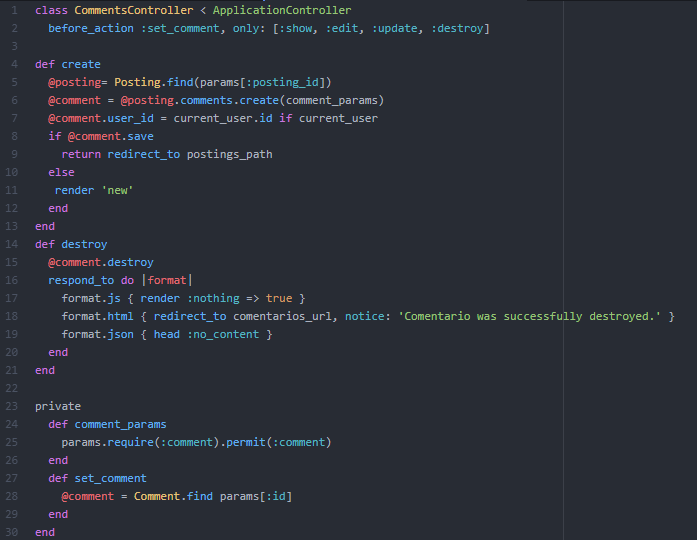 1 class CommentsController < ApplicationController
2 before_action :set_comment, only: [:show, :edit, :update, :destroy]
3
4 def create
5 @posting= Posting.find(params[:posting_id])
6 @comment = @posting.comments.create(comment_params)
7 @comment.user_id = current_user.id if current_user
8 if @comment.save
9 return redirect_to postings_path
10 else
11 render 'new'
12 end
13 end
14 def destroy
15 @comment.destroy
16 respond_to do |format|
17 format.js { render :nothing => true }
18 format.html { redirect_to comentarios_url, notice: 'Comentario was successfully destroyed.' }
19 format.json { head :no_content }
20 end
21 end
22
23 private
24 def comment_params
25 params.require(:comment).permit(:comment)
26 end
27 def set_comment
28 @comment = Comment.find params[:id]
29 end
30 end